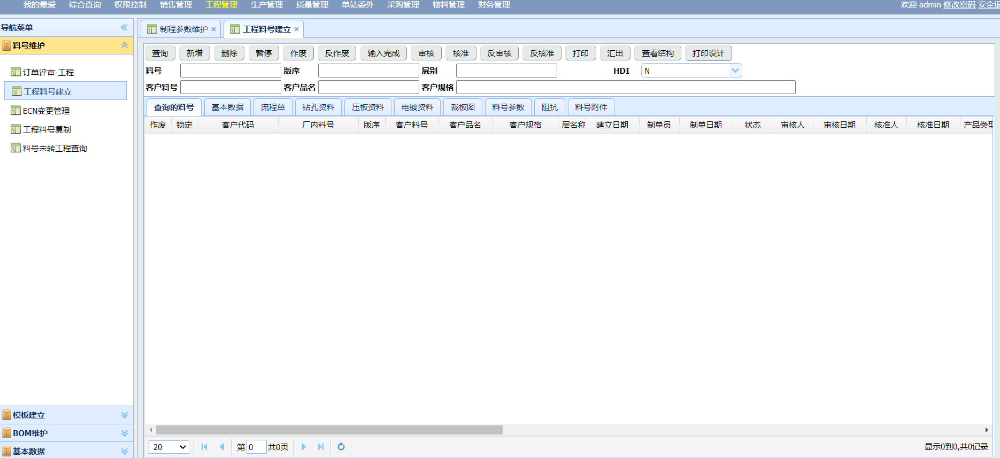 我的最爱 综合查询 权限控制 销售管理 工程管理 生产管理 质量管理 单站委外 采购管理 物料管理 财务管理 欢迎 admin 修改密码 安全退
导航菜单
料号维护
订单评审-工程
工程料号建立
ECN变更管理
工程料号复制
料号未转工程查询
模板建立
BOM维护
基本数据
制程参数维护 工程料号建立
查询 新增 删除 暂停 作废 反作废 输入完成 审核 核准 反审核 反核准 打印 汇出 查看结构 打印设计
料号 版序 层别 HDI N
客户料号 客户品名 客户规格
查询的料号 基本数据 流程单 钻孔资料 压板资料 电镀资料 裁板图 料号参数 阻抗 料号附件
作废 锁定 客户代码 厂内料号 版序 客户料号 客户品名 客户规格 层名称 建立日期 制单员 制单日期 状态 审核人 审核日期 核准人 核准日期 产品类型
20 第 0 共0页 显示0到0,共0记录